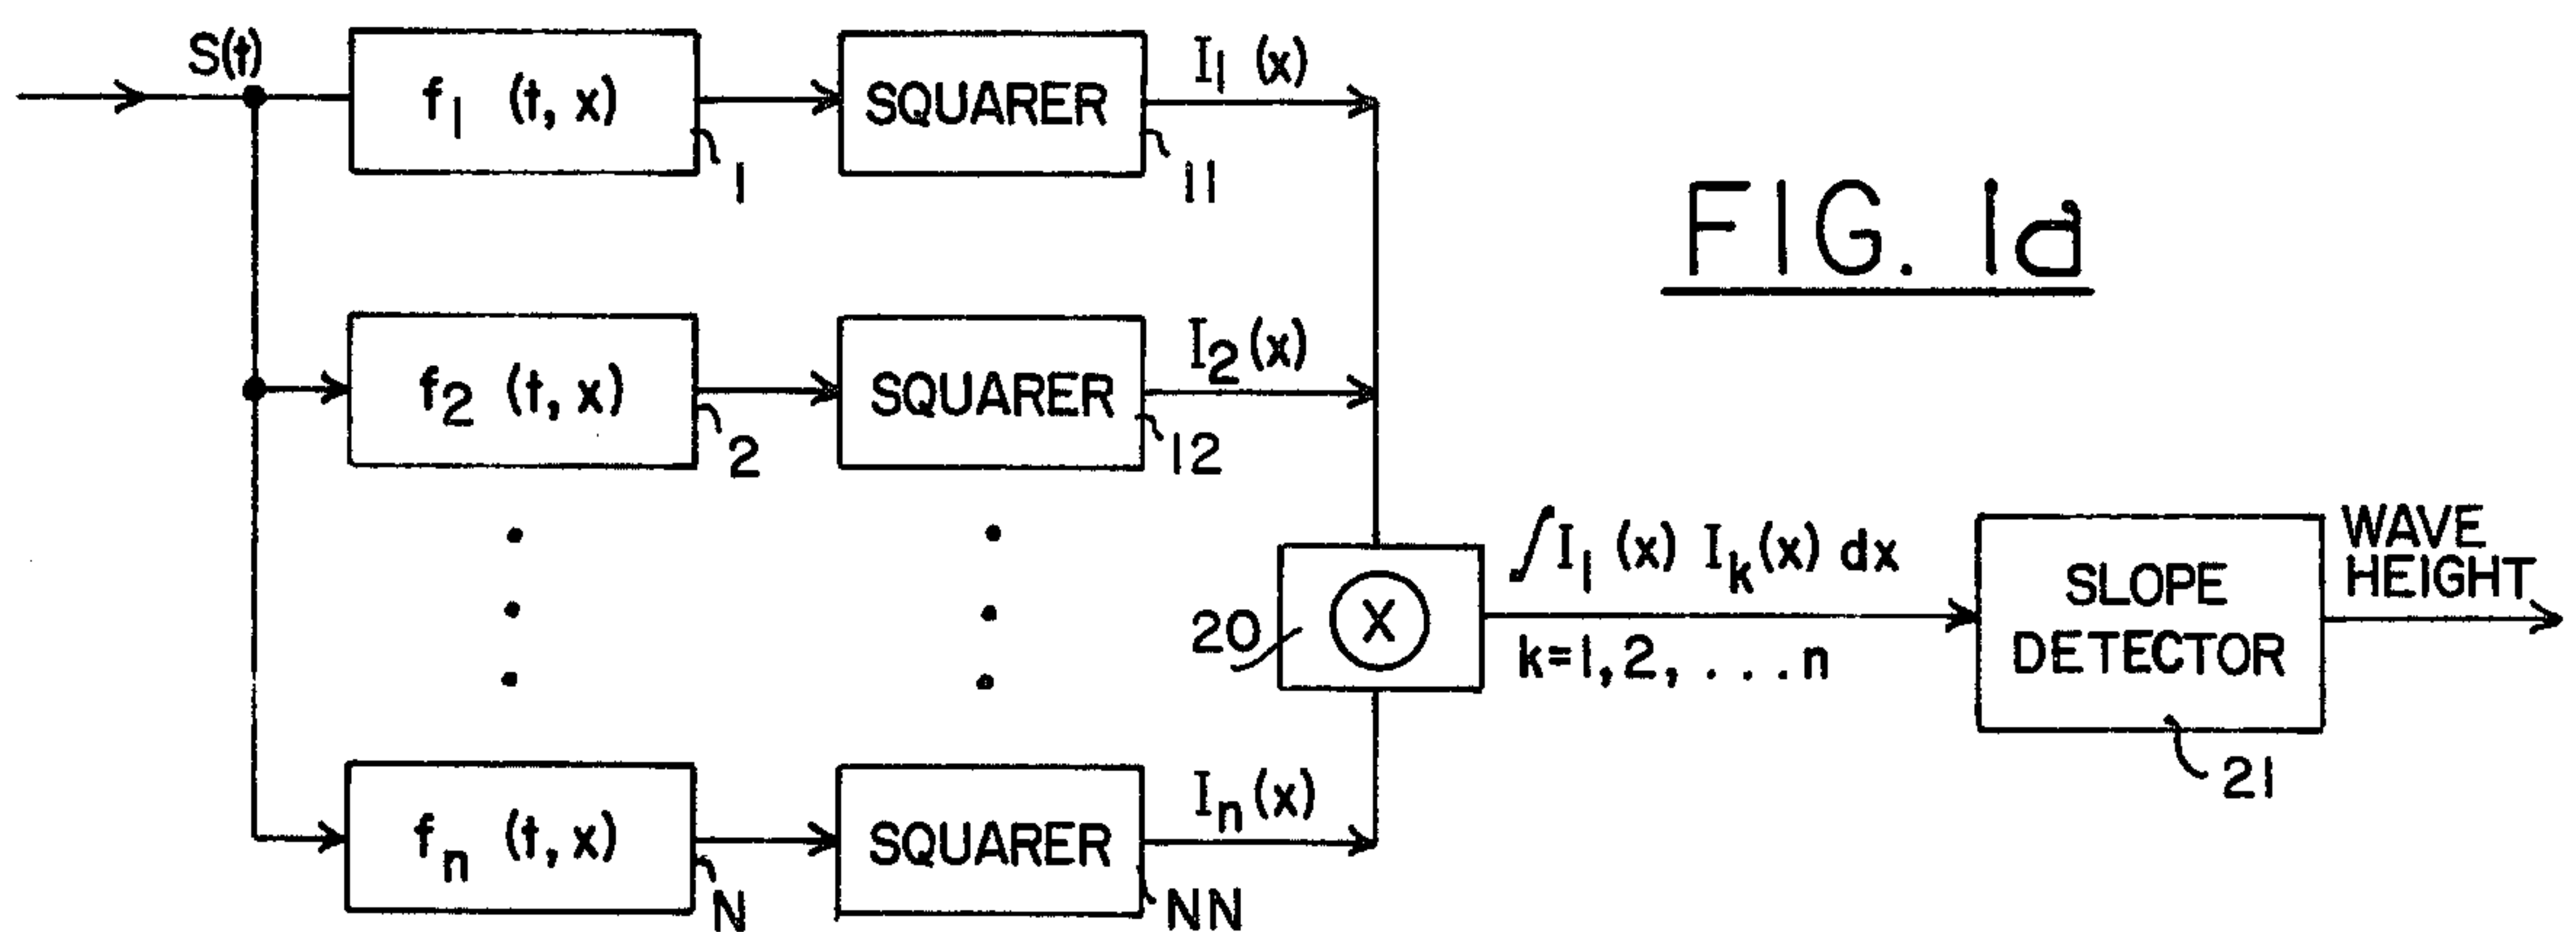 S(t)
f₁ (t, x)
1
SQUARER
11
I₁ (x)
FIG. 1a
f₂ (t, x)
2
SQUARER
12
I₂ (x)
20
X
∫I₁ (x) Iₖ(x) dx
k=1, 2, . . . n
SLOPE
DETECTOR
21
WAVE
HEIGHT
fₙ (t, x)
N
SQUARER
NN
Iₙ (x)